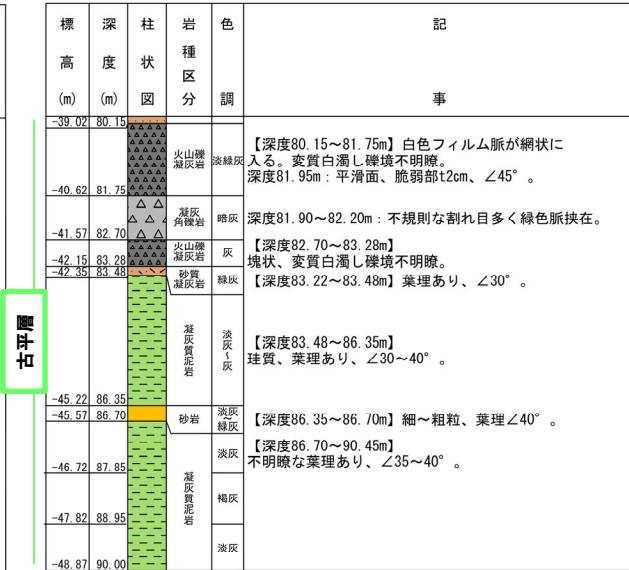 標高(m)
深度(m)
柱状図
岩種区分
色調
記事
-39.02 80.15
火山礫凝灰岩
淡緑灰
【深度80.15～81.75m】白色フィルム脈が網状に
入る。変質白濁し礫境不明瞭。
深度81.95m：平滑面、脆弱部t2cm、∠45°。
-40.62 81.75
凝灰角礫岩
暗灰
深度81.90～82.20m：不規則な割れ目多く緑色脈挟在。
-41.57 82.70
火山礫凝灰岩
灰
【深度82.70～83.28m】
塊状、変質白濁し礫境不明瞭。
-42.15 83.28
砂質凝灰岩
緑灰
【深度83.22～83.48m】葉理あり、∠30°。
-42.35 83.48
古平層
凝灰質泥岩
淡灰～灰
【深度83.48～86.35m】
珪質、葉理あり、∠30～40°。
-45.22 86.35
砂岩
淡灰～緑灰
【深度86.35～86.70m】細～粗粒、葉理∠40°。
-45.57 86.70
凝灰質泥岩
淡灰
【深度86.70～90.45m】
不明瞭な葉理あり、∠35～40°。
-46.72 87.85
褐灰
-47.82 88.95
淡灰
-48.87 90.00